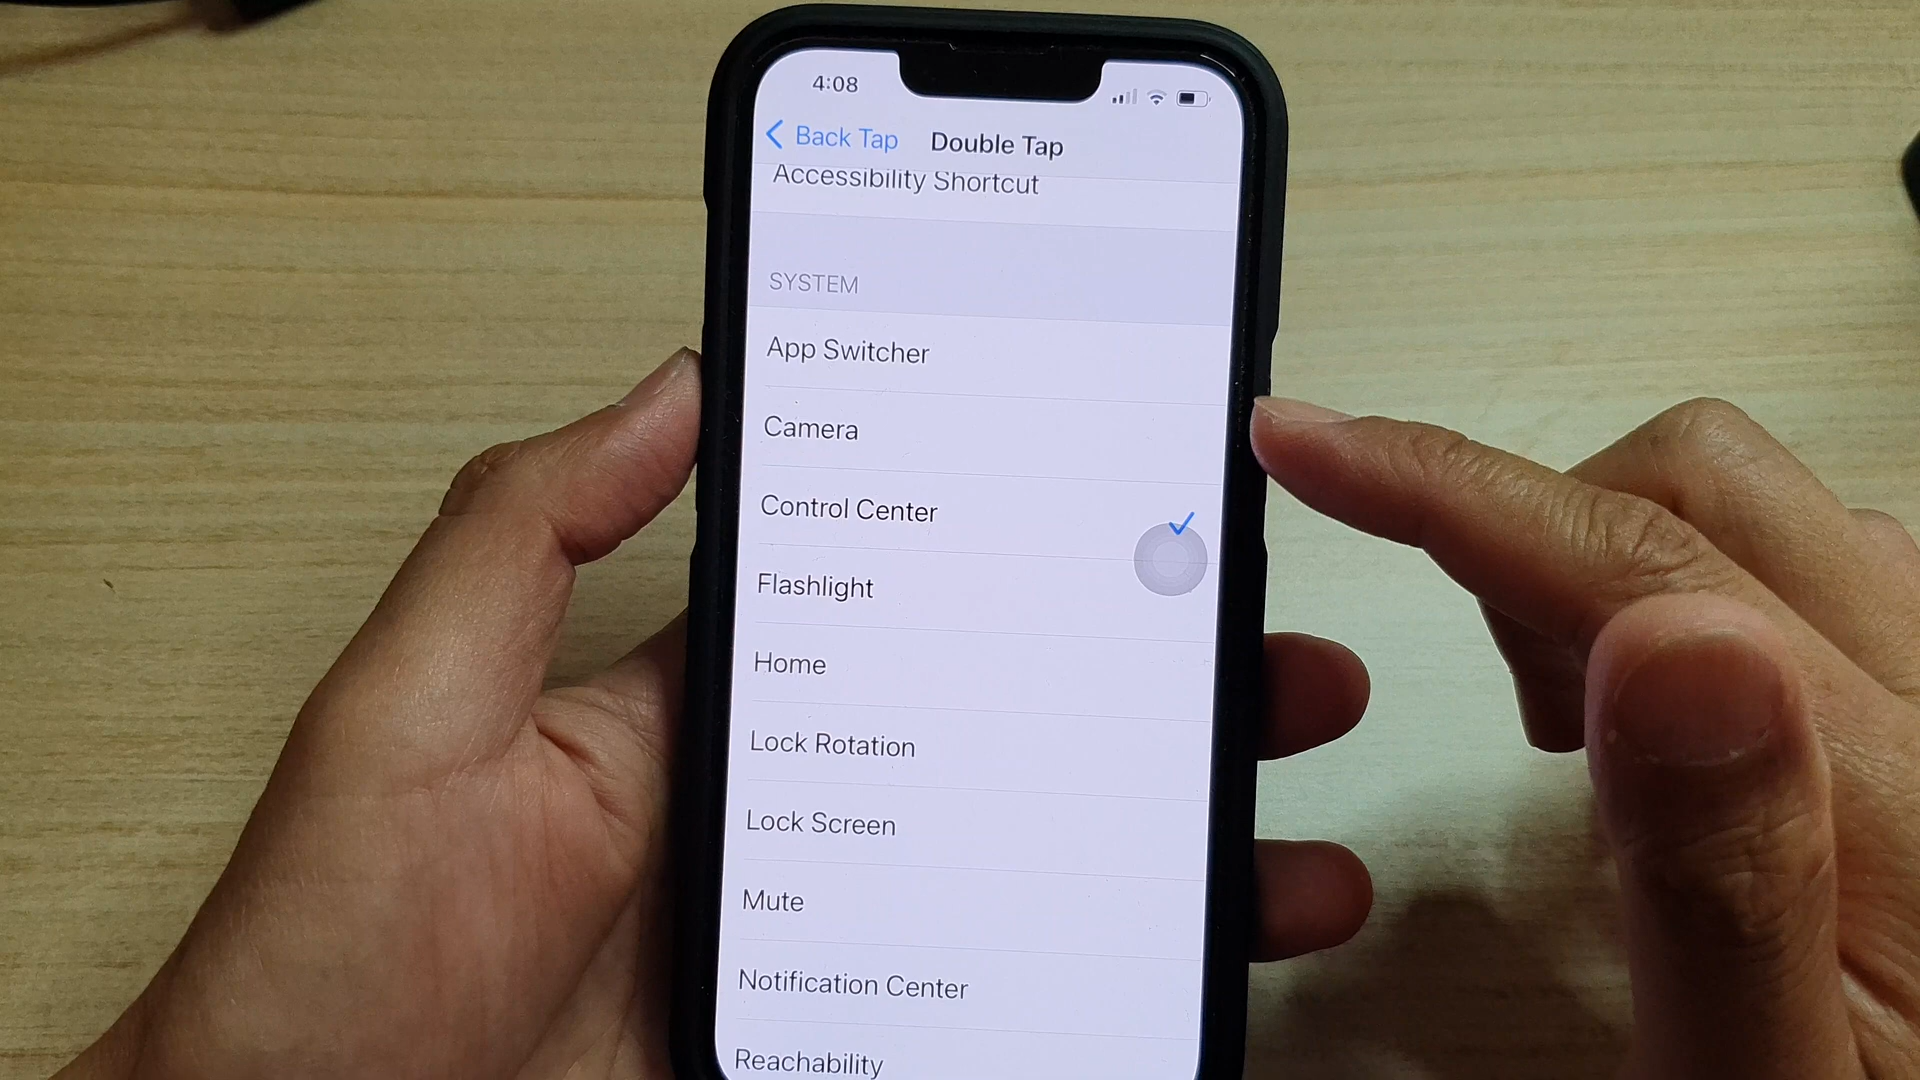 4:08
Back Tap Double Tap
Accessibility Shortcut
SYSTEM
App Switcher
Camera
Control Center
Flashlight
Home
Lock Rotation
Lock Screen
Mute
Notification Center
Reachability